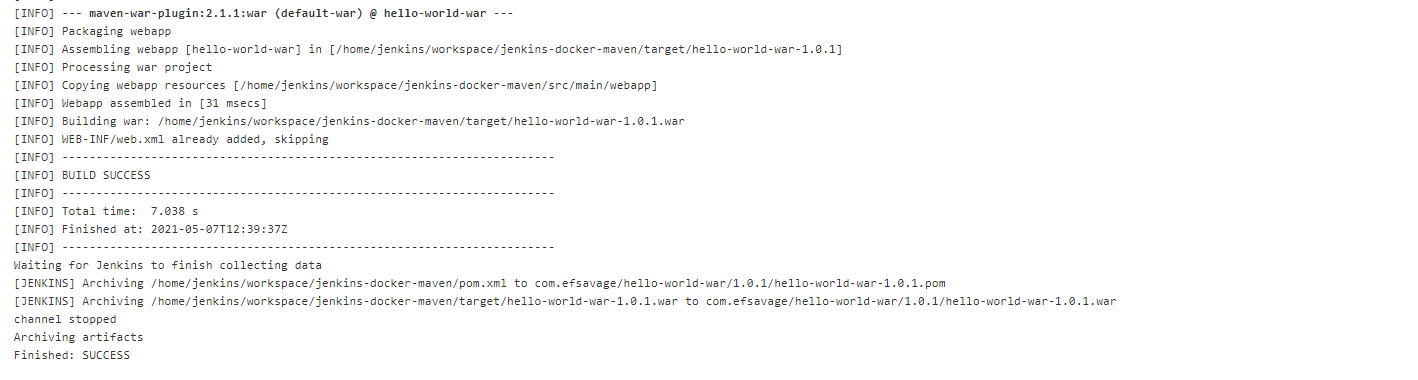 [INFO] --- maven-war-plugin:2.1.1:war (default-war) @ hello-world-war ---
[INFO] Packaging webapp
[INFO] Assembling webapp [hello-world-war] in [/home/jenkins/workspace/jenkins-docker-maven/target/hello-world-war-1.0.1]
[INFO] Processing war project
[INFO] Copying webapp resources [/home/jenkins/workspace/jenkins-docker-maven/src/main/webapp]
[INFO] Webapp assembled in [31 msecs]
[INFO] Building war: /home/jenkins/workspace/jenkins-docker-maven/target/hello-world-war-1.0.1.war
[INFO] WEB-INF/web.xml already added, skipping
[INFO] ------------------------------------------------------------------------
[INFO] BUILD SUCCESS
[INFO] ------------------------------------------------------------------------
[INFO] Total time:  7.038 s
[INFO] Finished at: 2021-05-07T12:39:37Z
[INFO] ------------------------------------------------------------------------
Waiting for Jenkins to finish collecting data
[JENKINS] Archiving /home/jenkins/workspace/jenkins-docker-maven/pom.xml to com.efsavage/hello-world-war/1.0.1/hello-world-war-1.0.1.pom
[JENKINS] Archiving /home/jenkins/workspace/jenkins-docker-maven/target/hello-world-war-1.0.1.war to com.efsavage/hello-world-war/1.0.1/hello-world-war-1.0.1.war
channel stopped
Archiving artifacts
Finished: SUCCESS